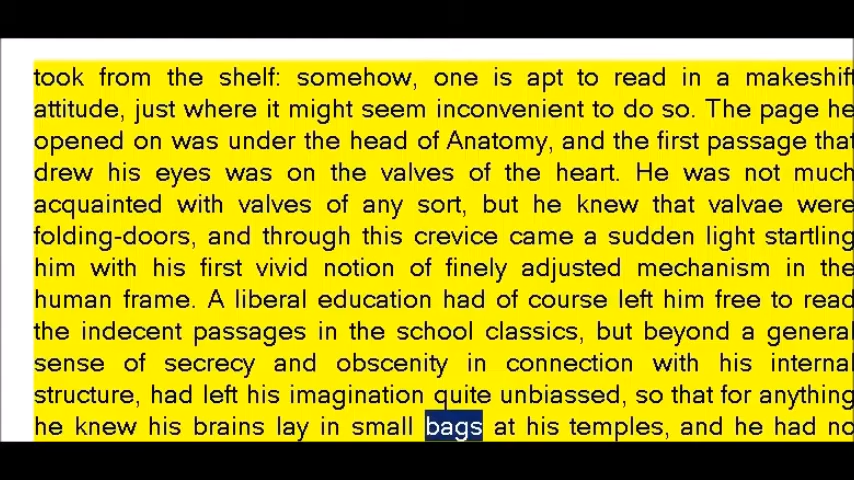 took from the shelf: somehow, one is apt to read in a makeshift
attitude, just where it might seem inconvenient to do so. The page he
opened on was under the head of Anatomy, and the first passage that
drew his eyes was on the valves of the heart. He was not much
acquainted with valves of any sort, but he knew that valvae were
folding-doors, and through this crevice came a sudden light startling
him with his first vivid notion of finely adjusted mechanism in the
human frame. A liberal education had of course left him free to read
the indecent passages in the school classics, but beyond a general
sense of secrecy and obscenity in connection with his internal
structure, had left his imagination quite unbiassed, so that for anything
he knew his brains lay in small bags at his temples, and he had no